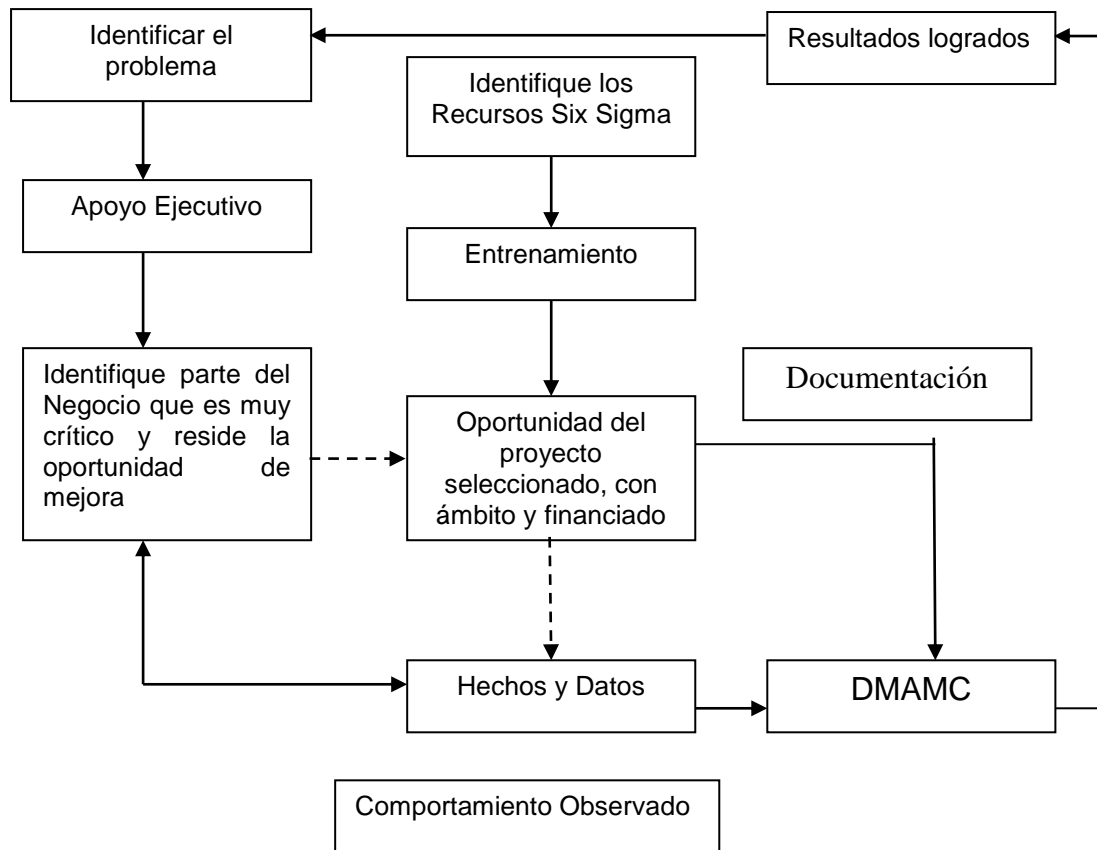 Identificar el
problema
Resultados logrados
Identifique los
Recursos Six Sigma
Apoyo Ejecutivo
Entrenamiento
Identifique parte del
Negocio que es muy
crítico y reside la
oportunidad de
mejora
Oportunidad del
proyecto
seleccionado, con
ámbito y financiado
Documentación
Hechos y Datos
DMAMC
Comportamiento Observado